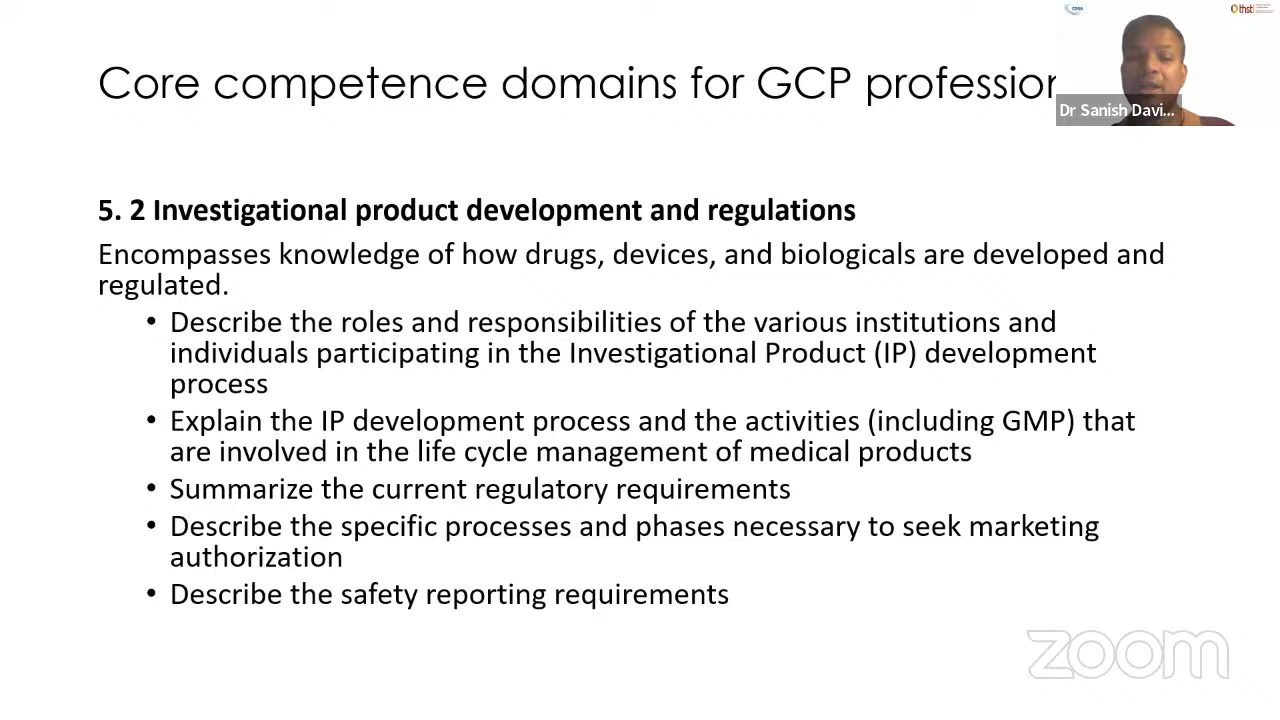 Core competence domains for GCP profession
Dr Sanish Davi...
thsti
5. 2 Investigational product development and regulations
Encompasses knowledge of how drugs, devices, and biologicals are developed and
regulated.
• Describe the roles and responsibilities of the various institutions and
individuals participating in the Investigational Product (IP) development
process
• Explain the IP development process and the activities (including GMP) that
are involved in the life cycle management of medical products
• Summarize the current regulatory requirements
• Describe the specific processes and phases necessary to seek marketing
authorization
• Describe the safety reporting requirements
zoom